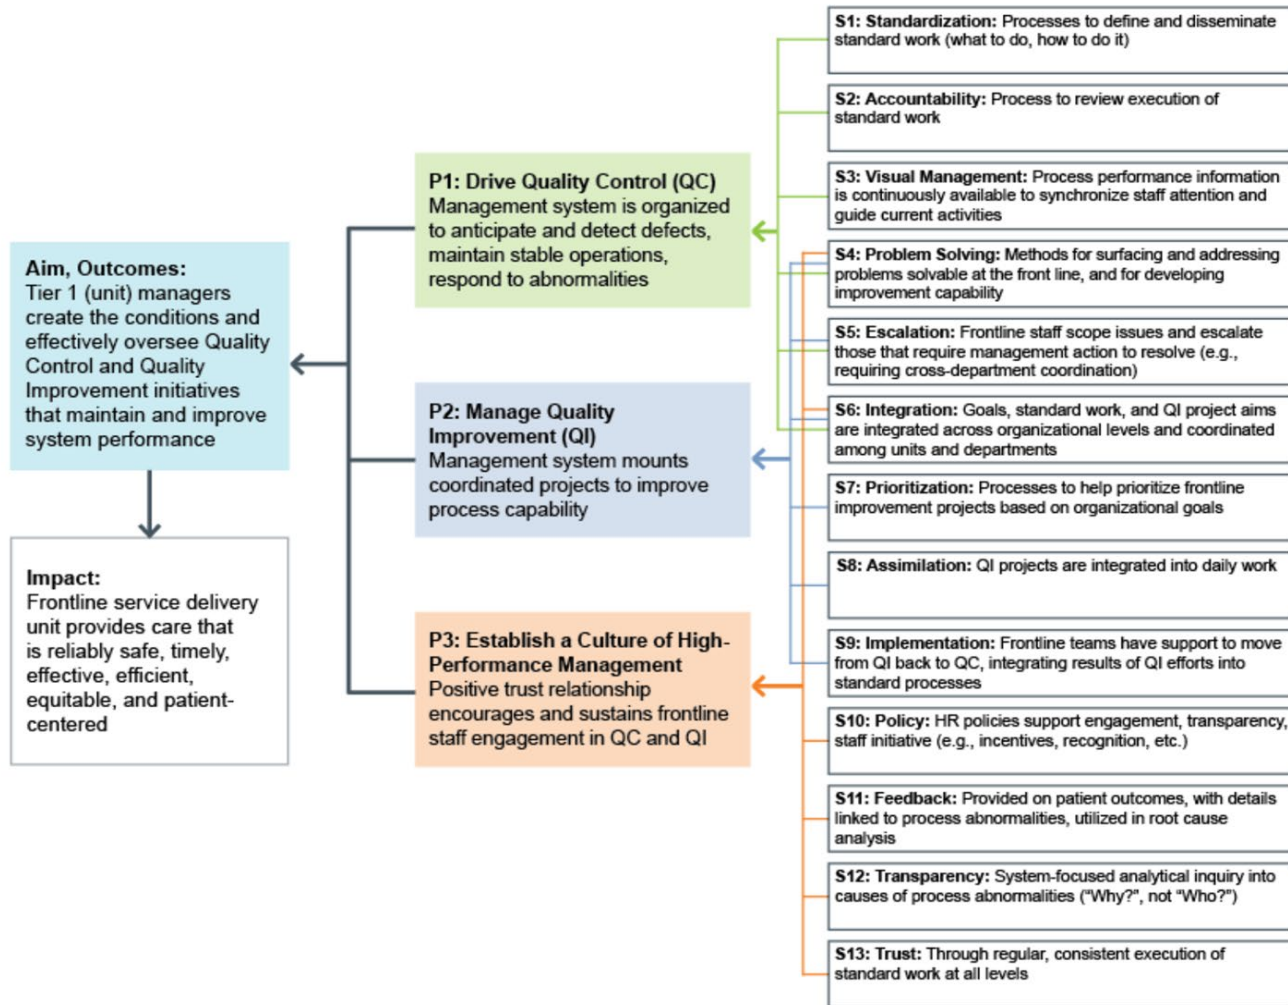 Aim, Outcomes:
Tier 1 (unit) managers
create the conditions and
effectively oversee Quality
Control and Quality
Improvement initiatives
that maintain and improve
system performance
Impact:
Frontline service delivery
unit provides care that
is reliably safe, timely,
effective, efficient,
equitable, and patient-
centered
P1: Drive Quality Control (QC)
Management system is organized
to anticipate and detect defects,
maintain stable operations,
respond to abnormalities
P2: Manage Quality
Improvement (QI)
Management system mounts
coordinated projects to improve
process capability
P3: Establish a Culture of High-
Performance Management
Positive trust relationship
encourages and sustains frontline
staff engagement in QC and QI
S1: Standardization: Processes to define and disseminate
standard work (what to do, how to do it)
S2: Accountability: Process to review execution of
standard work
S3: Visual Management: Process performance information
is continuously available to synchronize staff attention and
guide current activities
S4: Problem Solving: Methods for surfacing and addressing
problems solvable at the front line, and for developing
improvement capability
S5: Escalation: Frontline staff scope issues and escalate
those that require management action to resolve (e.g.,
requiring cross-department coordination)
S6: Integration: Goals, standard work, and QI project aims
are integrated across organizational levels and coordinated
among units and departments
S7: Prioritization: Processes to help prioritize frontline
improvement projects based on organizational goals
S8: Assimilation: QI projects are integrated into daily work
S9: Implementation: Frontline teams have support to move
from QI back to QC, integrating results of QI efforts into
standard processes
S10: Policy: HR policies support engagement, transparency,
staff initiative (e.g., incentives, recognition, etc.)
S11: Feedback: Provided on patient outcomes, with details
linked to process abnormalities, utilized in root cause
analysis
S12: Transparency: System-focused analytical inquiry into
causes of process abnormalities (“Why?”, not “Who?”)
S13: Trust: Through regular, consistent execution of
standard work at all levels